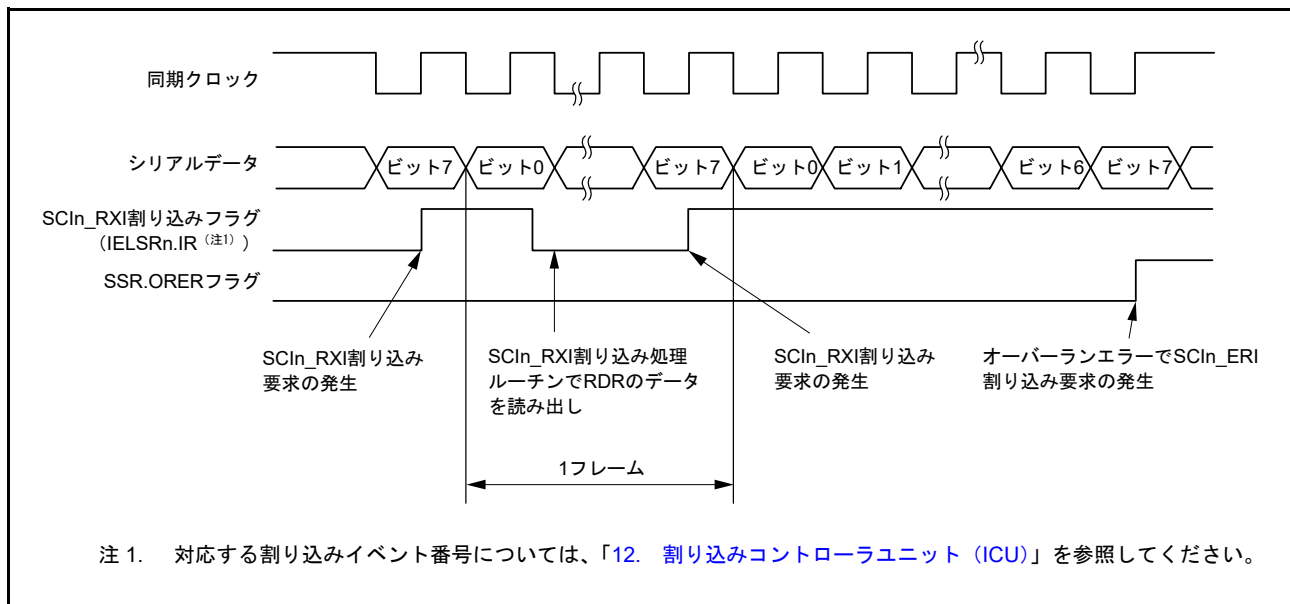 同期クロック
シリアルデータ
ビット7 ビット0 ビット7 ビット0 ビット1 ビット6 ビット7
SCIn_RXI割り込みフラグ
（IELSRn.IR（注1））
SSR.ORERフラグ
SCIn_RXI割り込み
要求の発生
SCIn_RXI割り込み処理
ルーチンでRDRのデータ
を読み出し
SCIn_RXI割り込み
要求の発生
オーバーランエラーでSCIn_ERI
割り込み要求の発生
1フレーム
注 1. 対応する割り込みイベント番号については、「12. 割り込みコントローラユニット（ICU）」を参照してください。